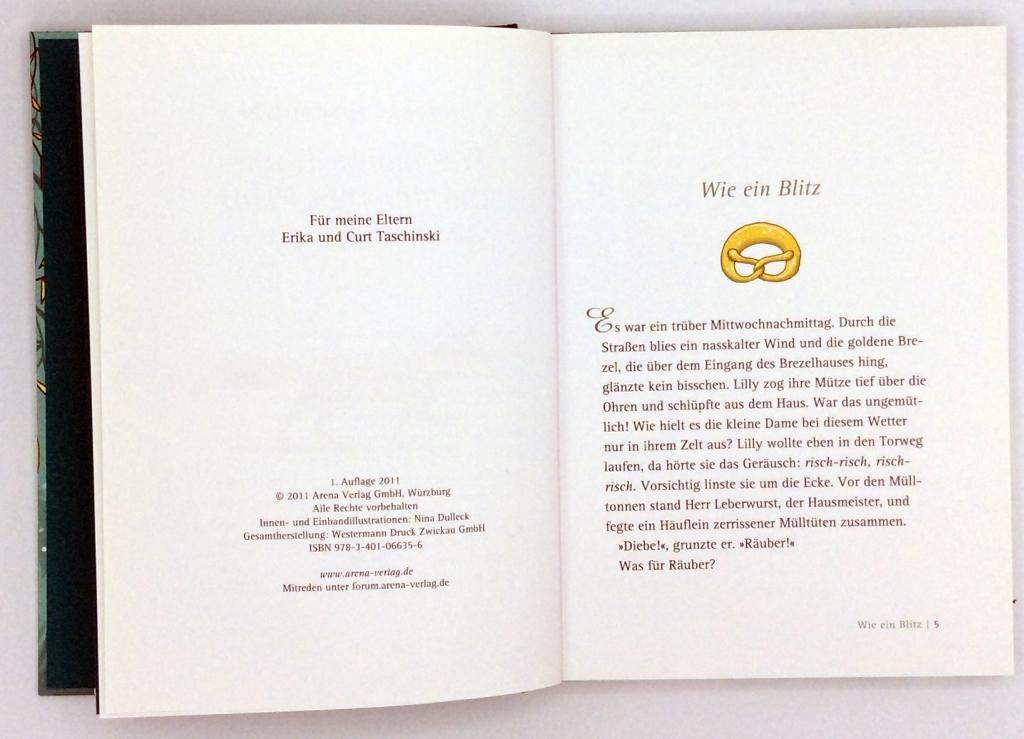 Für meine Eltern
Erika und Curt Taschinski
1. Auflage 2011
© 2011 Arena Verlag GmbH, Würzburg
Alle Rechte vorbehalten
Innen- und Einbandillustrationen: Nina Dulleck
Gesamtherstellung: Westermann Druck Zwickau GmbH
ISBN 978-3-401-06635-6
www.arena-verlag.de
Mitreden unter forum.arena-verlag.de
Wie ein Blitz
Es war ein trüber Mittwochnachmittag. Durch die
Straßen blies ein nasskalter Wind und die goldene Bre-
zel, die über dem Eingang des Brezelhauses hing,
glänzte kein bisschen. Lilly zog ihre Mütze tief über die
Ohren und schlüpfte aus dem Haus. War das ungemüt-
lich! Wie hielt es die kleine Dame bei diesem Wetter
nur in ihrem Zelt aus? Lilly wollte eben in den Torweg
laufen, da hörte sie das Geräusch: risch-risch, risch-
risch. Vorsichtig linste sie um die Ecke. Vor den Müll-
tonnen stand Herr Leberwurst, der Hausmeister, und
fegte ein Häuflein zerrissener Mülltüten zusammen.
»Diebe!«, grunzte er. »Räuber!«
Was für Räuber?
Wie ein Blitz | 5